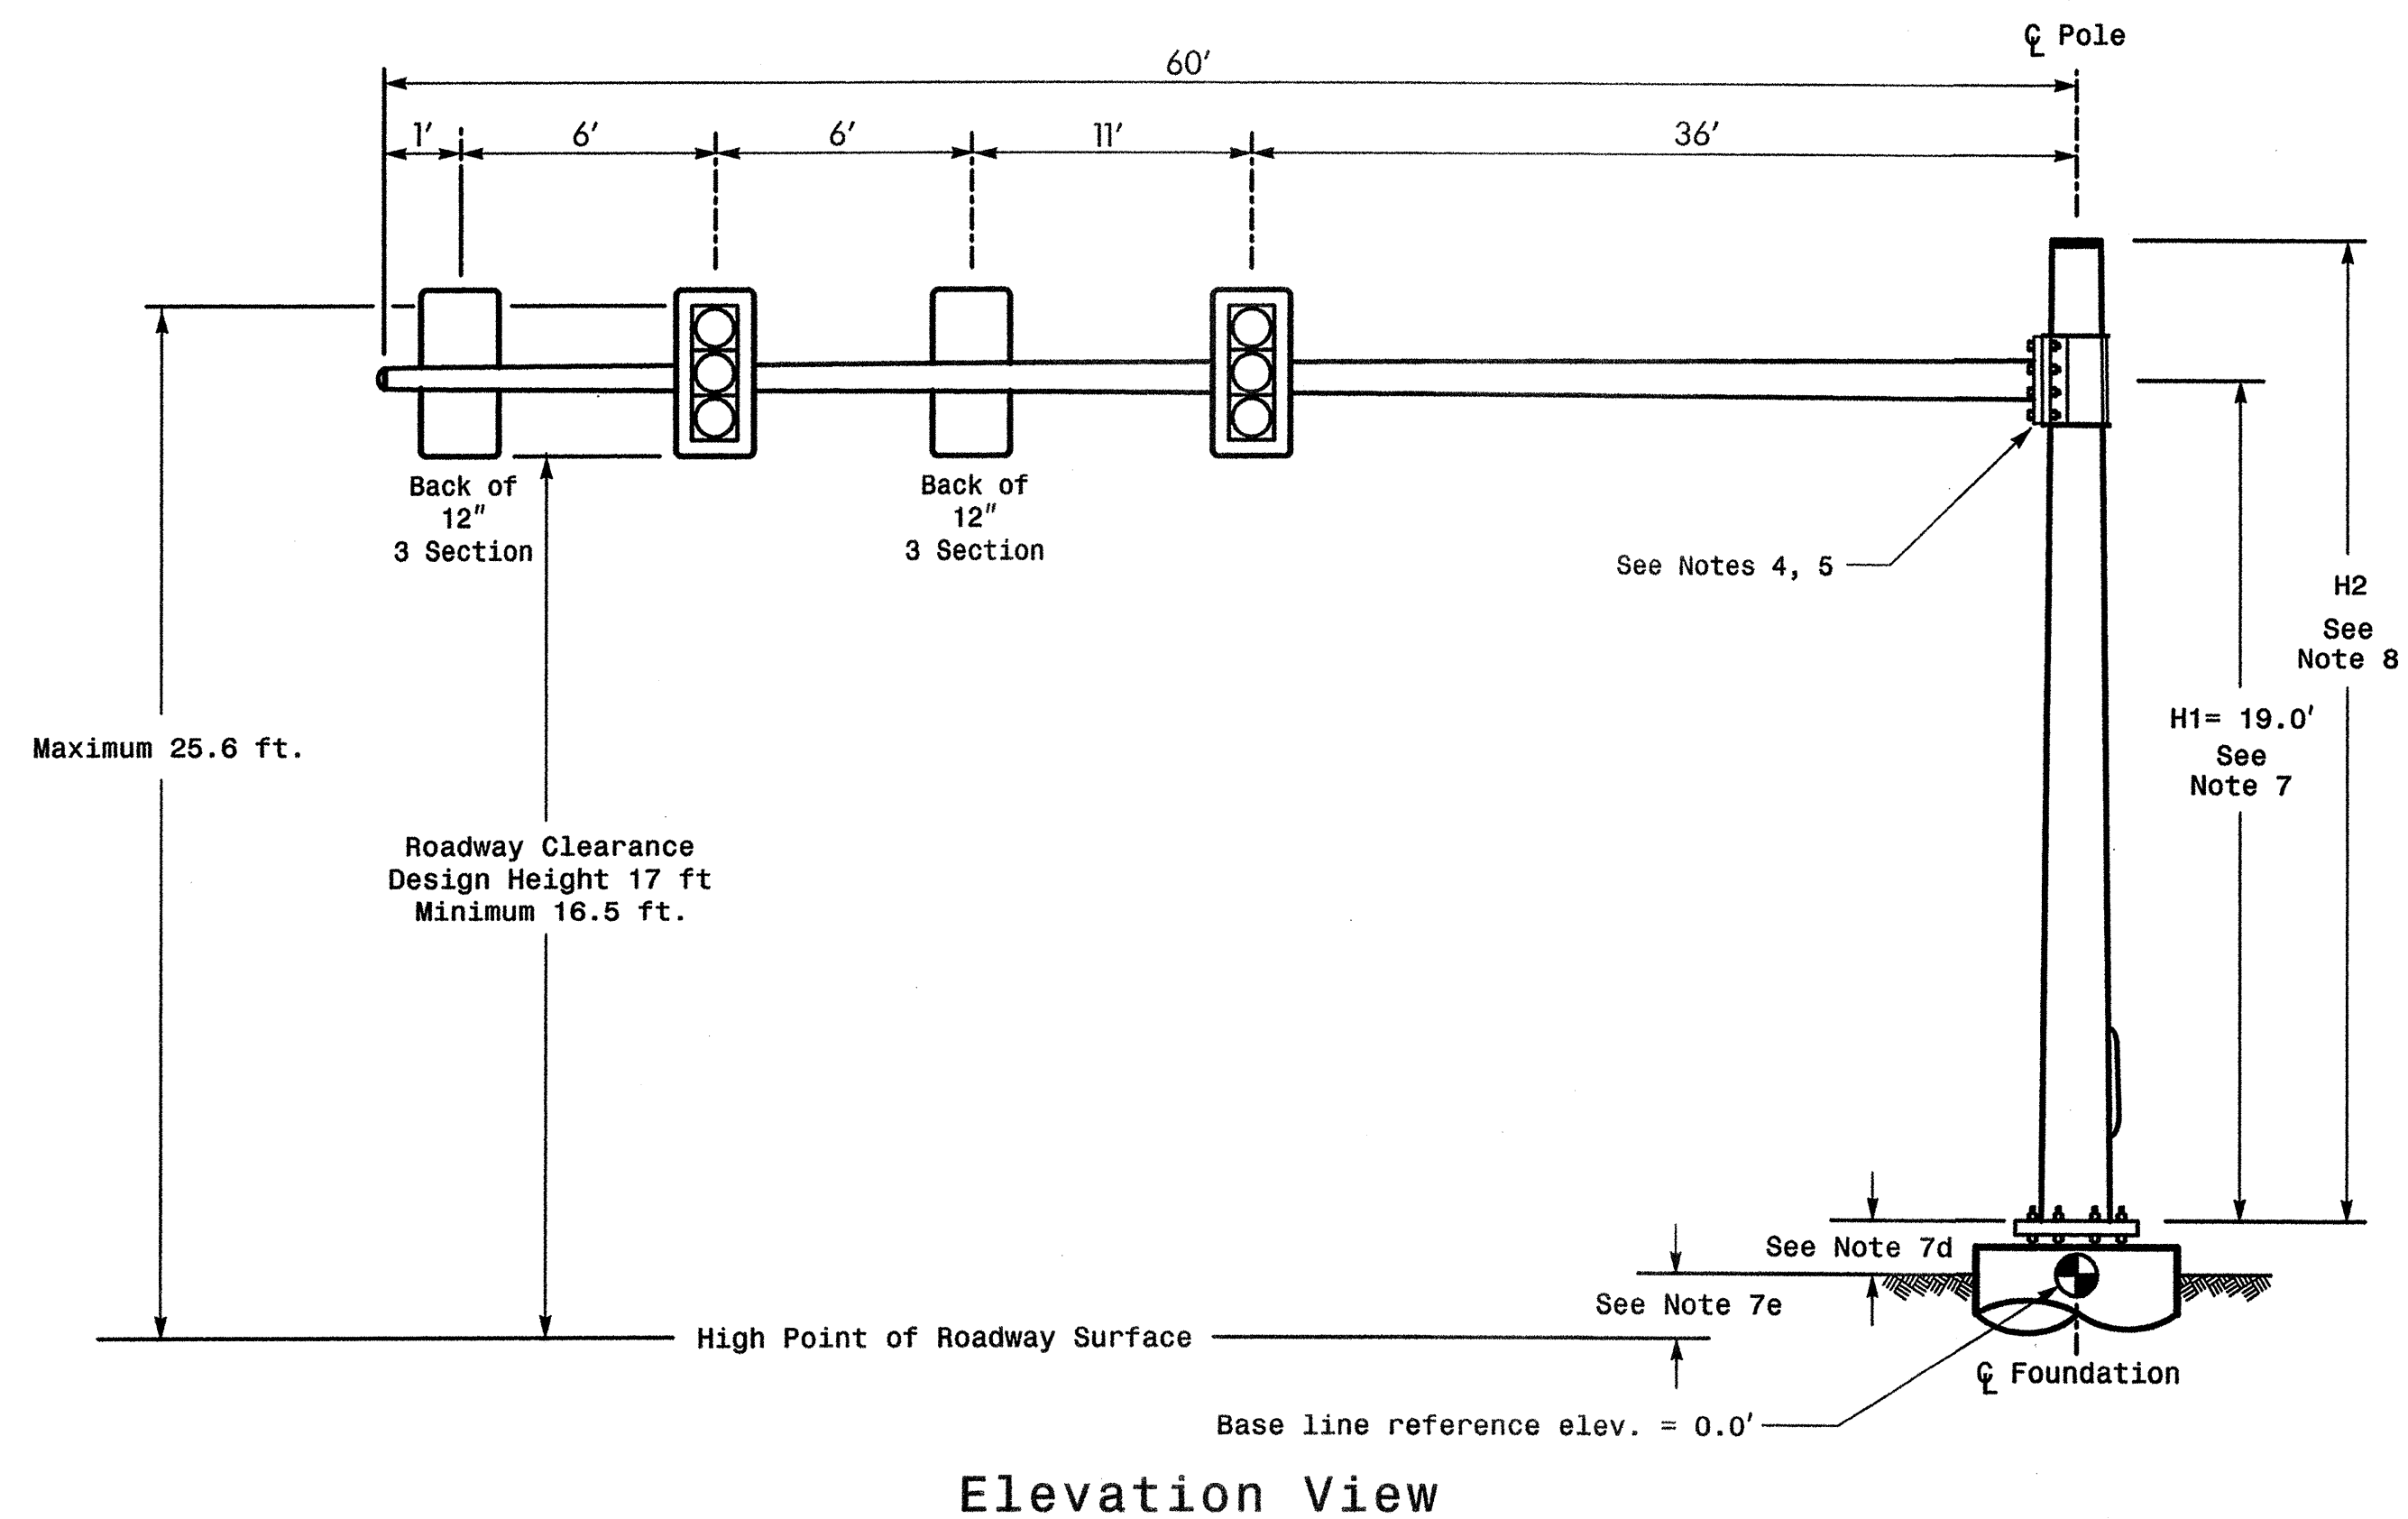 ℄ Pole
60'
1'
6'
6'
11'
36'
Back of
12"
3 Section
Back of
12"
3 Section
See Notes 4, 5
H2
See
Note 8
H1= 19.0'
See
Note 7
Maximum 25.6 ft.
Roadway Clearance
Design Height 17 ft
Minimum 16.5 ft.
See Note 7d
See Note 7e
High Point of Roadway Surface
℄ Foundation
Base line reference elev. = 0.0'
Elevation View